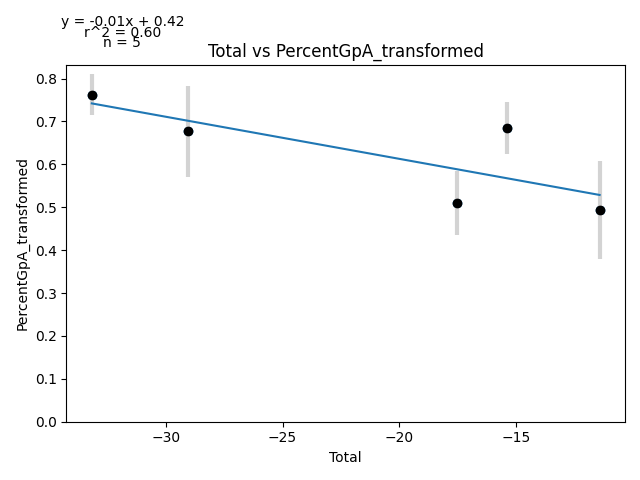 y = -0.01x + 0.42
r^2 = 0.60
n = 5
Total vs PercentGpA_transformed
PercentGpA_transformed
0.8
0.7
0.6
0.5
0.4
0.3
0.2
0.1
0.0
−30
−25
−20
−15
Total